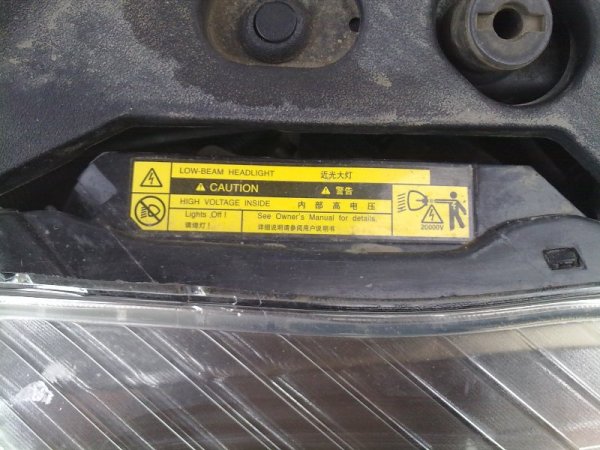 LOW-BEAM HEADLIGHT 近光大灯
CAUTION 警告
HIGH VOLTAGE INSIDE 内部高电压
Lights Off ! See Owner's Manual for details.
请熄灯! 详细说明请参阅用户说明书
20000V